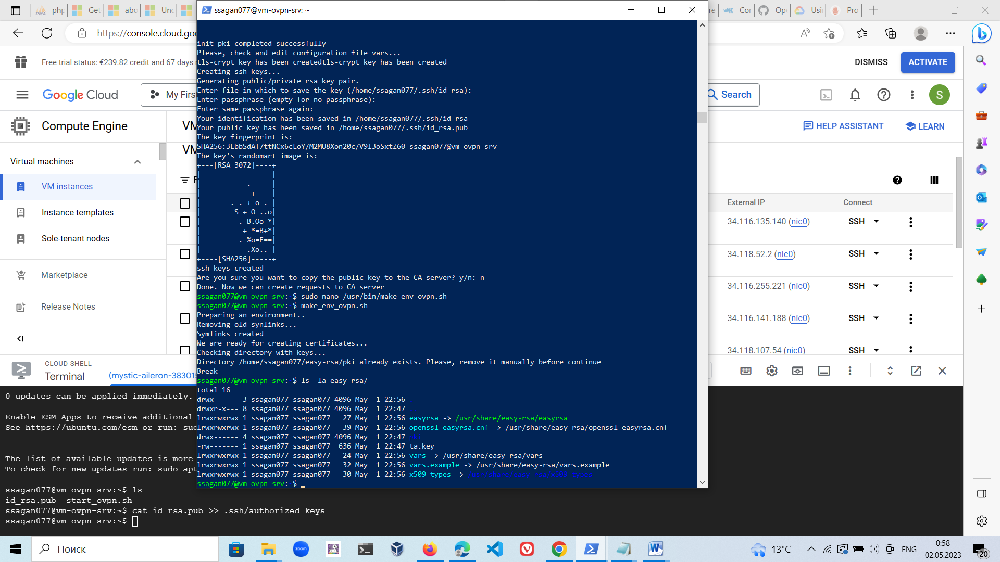 php
Get
abo
Unc
ssagan077@vm-ovpn-srv: ~
re
Cor
Ope
Usin
Pro
https://console.cloud.goo
Free trial status: €239.82 credit and 67 days
DISMISS
ACTIVATE
Google Cloud
My Firs
Search
S
Compute Engine
VM
HELP ASSISTANT
LEARN
Virtual machines
VM
VM instances
Instance templates
Sole-tenant nodes
Marketplace
Release Notes
F
External IP
Connect
34.116.135.140 (nic0)
SSH
34.118.52.2 (nic0)
SSH
34.116.255.221 (nic0)
SSH
34.116.141.188 (nic0)
SSH
34.118.107.54 (nic0)
SSH
init-pki completed successfully
Please, check and edit configuration file vars...
tls-crypt key has been createdtls-crypt key has been created
Creating ssh keys...
Generating public/private rsa key pair.
Enter file in which to save the key (/home/ssagan077/.ssh/id_rsa):
Enter passphrase (empty for no passphrase):
Enter same passphrase again:
Your identification has been saved in /home/ssagan077/.ssh/id_rsa
Your public key has been saved in /home/ssagan077/.ssh/id_rsa.pub
The key fingerprint is:
SHA256:3LbbSdAT7ttNCx6cLoY/M2MU8Xon20c/V9I3oSxtZ60 ssagan077@vm-ovpn-srv
The key's randomart image is:
+---[RSA 3072]----+
|                 |
|           .     |
|            +    |
|       . . + o . |
|        S + O ..o|
|         . B.Oo=*|
|          + *=B+*|
|         . %o=E==|
|          =.Xo..=|
+----[SHA256]-----+
ssh keys created
Are you sure you want to copy the public key to the CA-server? y/n: n
Done. Now we can create requests to CA server
ssagan077@vm-ovpn-srv:~$ sudo nano /usr/bin/make_env_ovpn.sh
ssagan077@vm-ovpn-srv:~$ make_env_ovpn.sh
Preparing an environment..
Removing old synlinks...
Symlinks created
We are ready for creating certificates...
Checking directory with keys...
Directory /home/ssagan077/easy-rsa/pki already exists. Please, remove it manually before continue
Break
ssagan077@vm-ovpn-srv:~$ ls -la easy-rsa/
total 16
drwx------ 3 ssagan077 ssagan077 4096 May  1 22:56 .
drwxr-x--- 8 ssagan077 ssagan077 4096 May  1 22:47 ..
lrwxrwxrwx 1 ssagan077 ssagan077   27 May  1 22:56 easyrsa -> /usr/share/easy-rsa/easyrsa
lrwxrwxrwx 1 ssagan077 ssagan077   39 May  1 22:56 openssl-easyrsa.cnf -> /usr/share/easy-rsa/openssl-easyrsa.cnf
drwx------ 4 ssagan077 ssagan077 4096 May  1 22:47 pki
-rw------- 1 ssagan077 ssagan077  636 May  1 22:47 ta.key
lrwxrwxrwx 1 ssagan077 ssagan077   24 May  1 22:56 vars -> /usr/share/easy-rsa/vars
lrwxrwxrwx 1 ssagan077 ssagan077   32 May  1 22:56 vars.example -> /usr/share/easy-rsa/vars.example
lrwxrwxrwx 1 ssagan077 ssagan077   30 May  1 22:56 x509-types -> /usr/share/easy-rsa/x509-types
ssagan077@vm-ovpn-srv:~$
CLOUD SHELL
Terminal
(mystic-aileron-383015
0 updates can be applied immediately.
Enable ESM Apps to receive additional
See https://ubuntu.com/esm or run: sud
The list of available updates is more
To check for new updates run: sudo apt
ssagan077@vm-ovpn-srv:~$ ls
id_rsa.pub  start_ovpn.sh
ssagan077@vm-ovpn-srv:~$ cat id_rsa.pub >> .ssh/authorized_keys
ssagan077@vm-ovpn-srv:~$
Поиск
zoom
13°C
ENG
0:58
02.05.2023
20